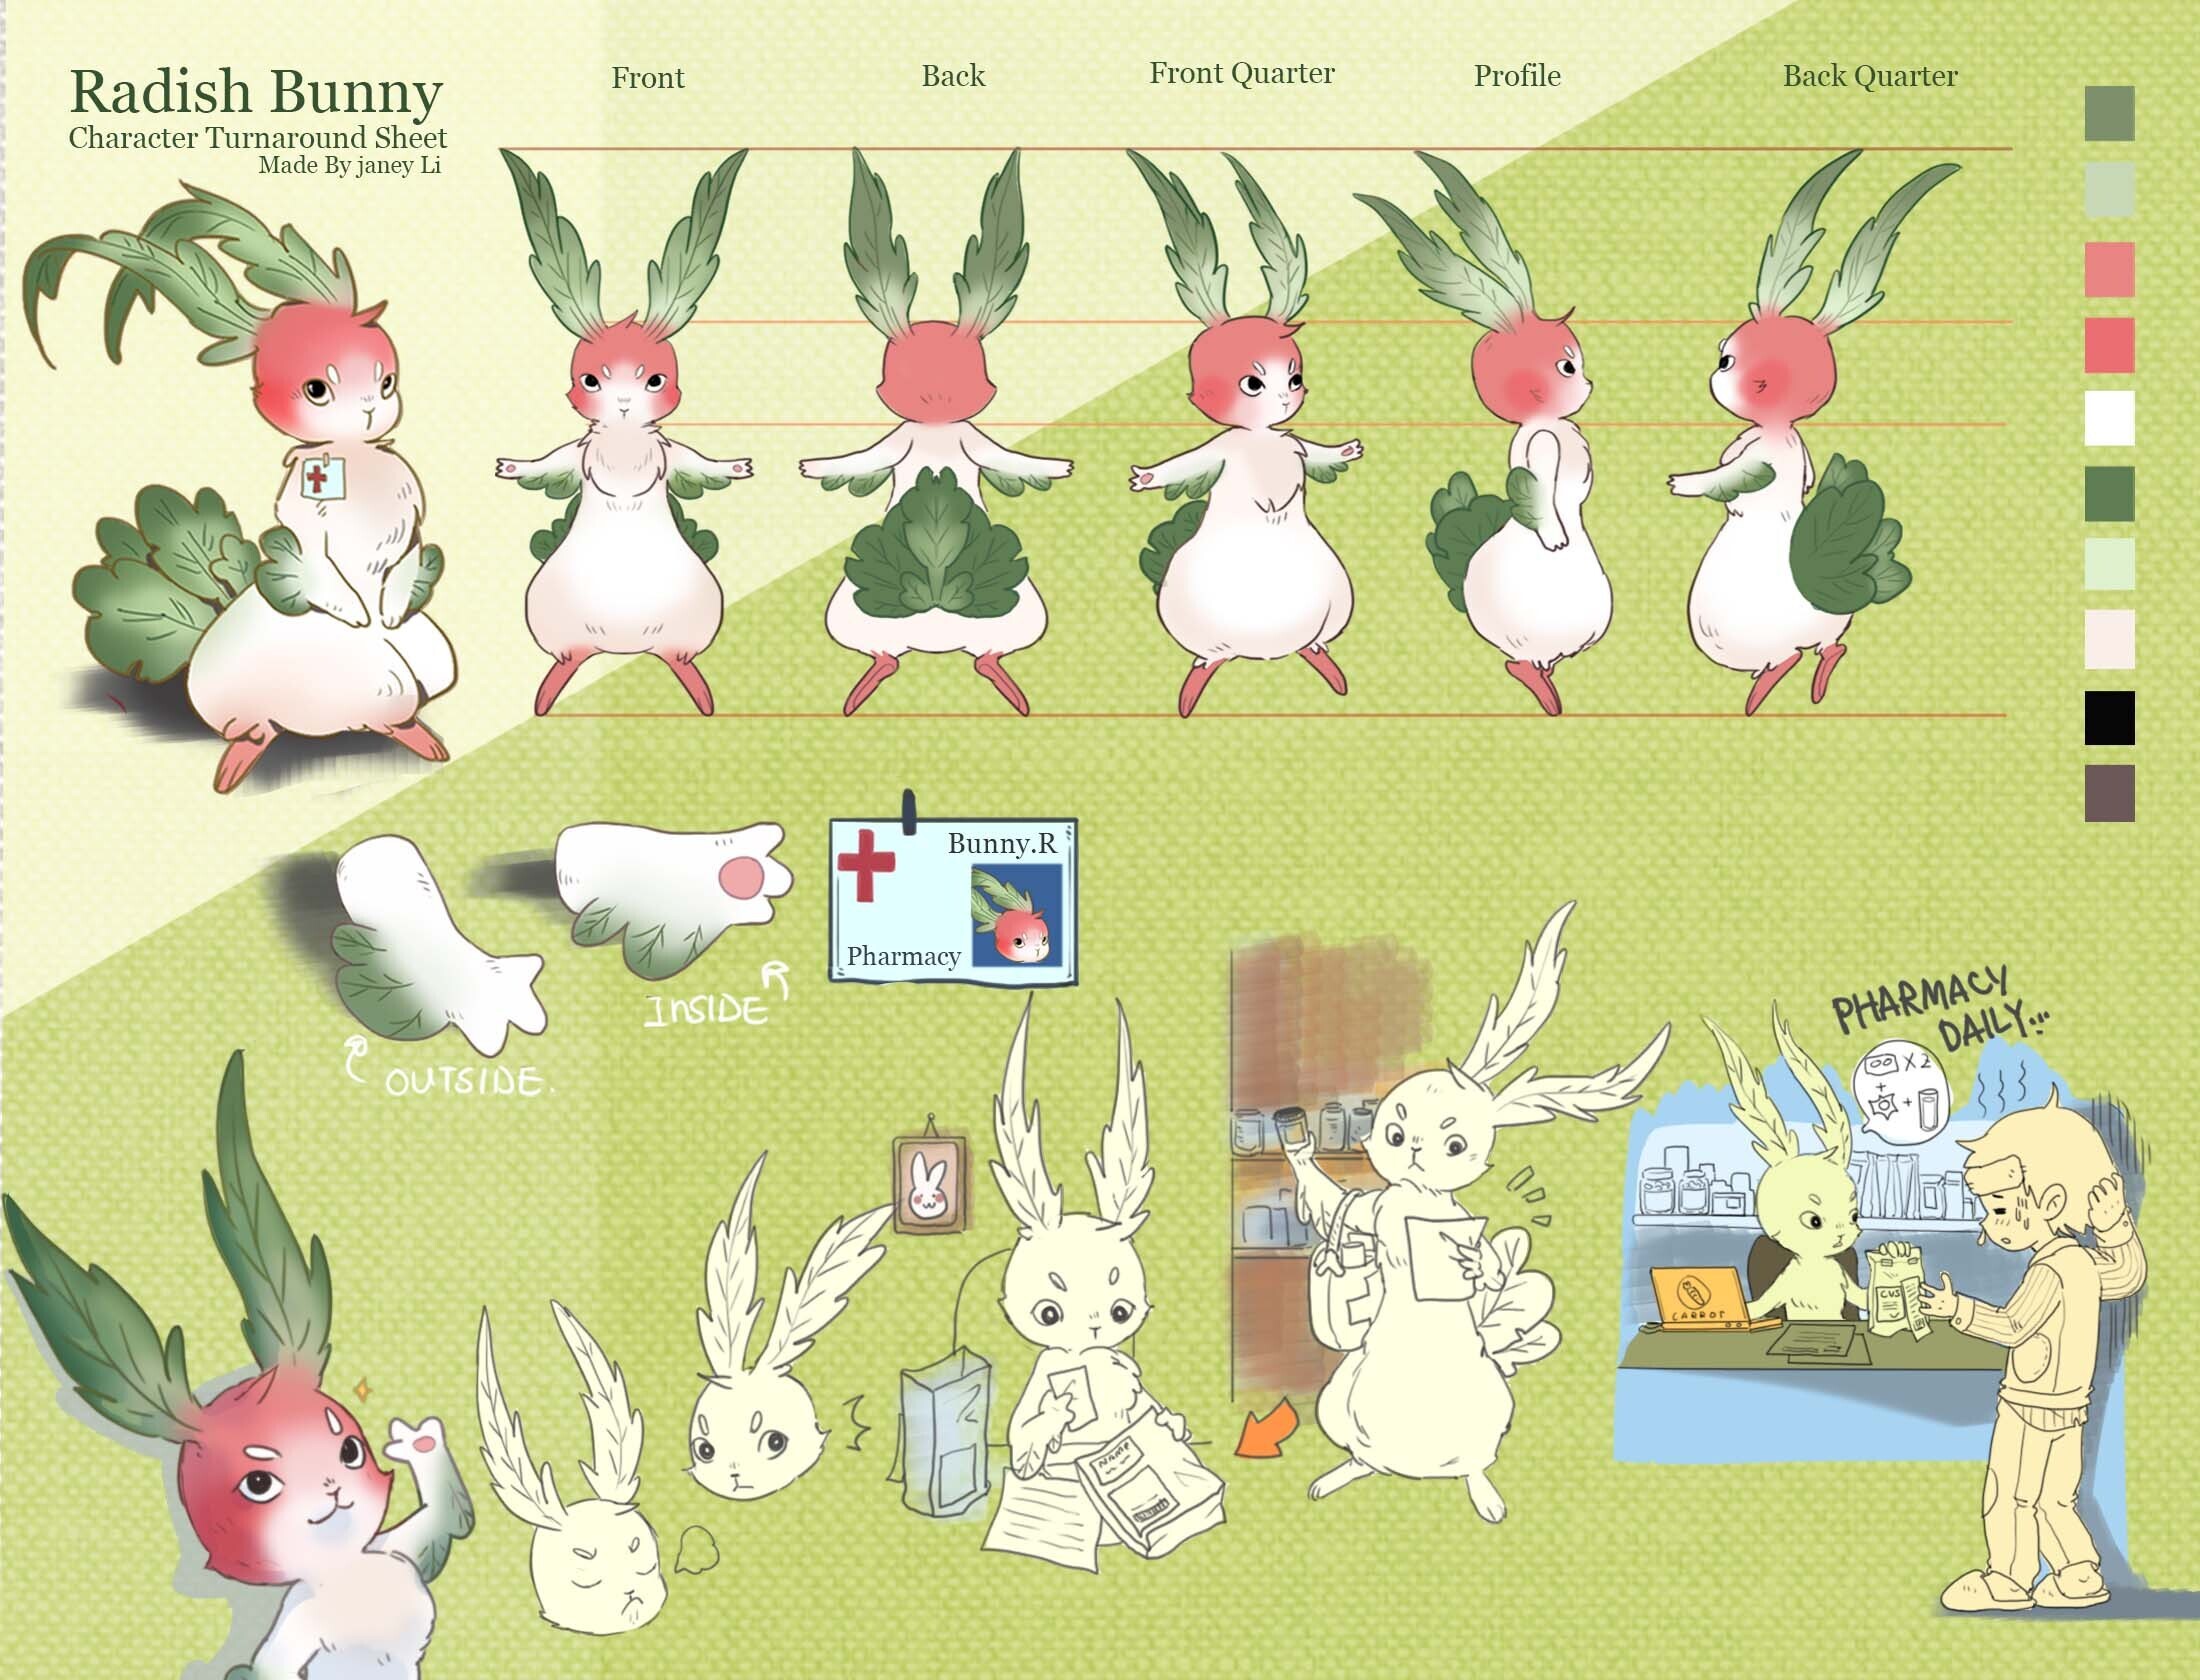 Radish Bunny
Character Turnaround Sheet
Made By janey Li
Front
Back
Front Quarter
Profile
Back Quarter
Bunny.R
Pharmacy
INSIDE
OUTSIDE.
PHARMACY
DAILY...
X2
+
+
NAME
CUS
CARROT